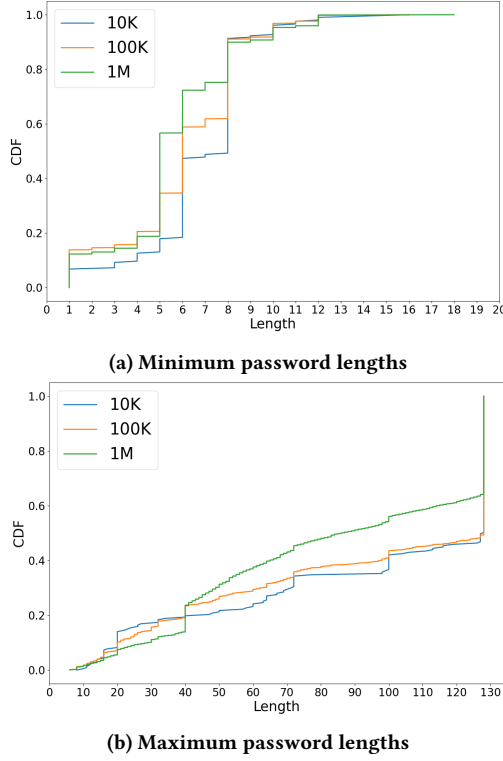 10K
100K
1M
CDF
1.0
0.8
0.6
0.4
0.2
0.0
0 1 2 3 4 5 6 7 8 9 10 11 12 13 14 15 16 17 18 19 20
Length
(a) Minimum password lengths
10K
100K
1M
CDF
1.0
0.8
0.6
0.4
0.2
0.0
0 10 20 30 40 50 60 70 80 90 100 110 120 130
Length
(b) Maximum password lengths